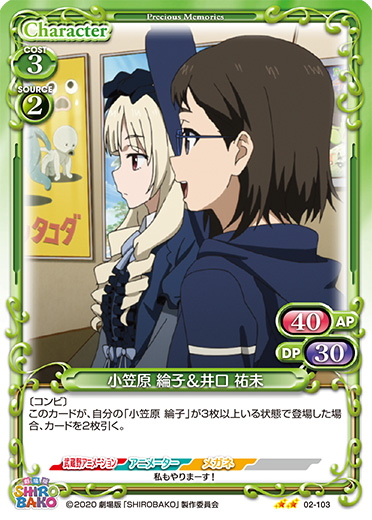 Precious Memories
Character
COST
3
SOURCE
2
タコダ
40 AP
DP 30
小笠原 綸子&井口 祐未
［コンビ］
このカードが、自分の「小笠原 綸子」が3枚以上いる状態で登場した場
合、カードを2枚引く。
武蔵野アニメーション アニメーター メガネ
私もやりまーす!
劇場版
SHIRO
BAKO
©2020 劇場版「SHIROBAKO」製作委員会
02-103